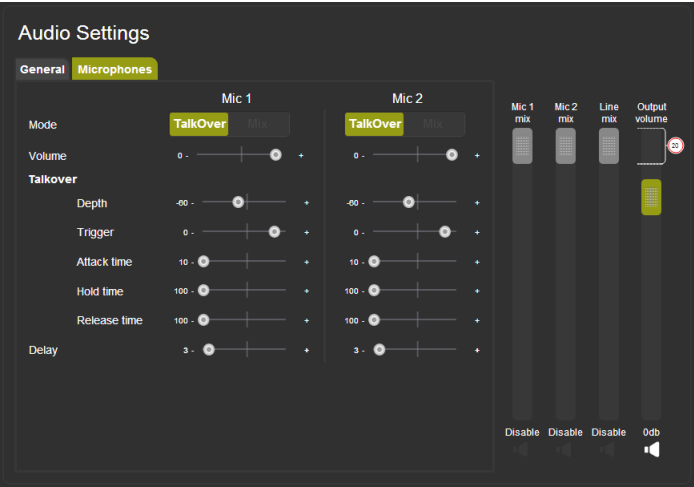 Audio Settings
General Microphones
Mic 1 Mic 2
Mode TalkOver Mix TalkOver Mix
Volume 0 - + 0 - +
Talkover
Depth -60 - + -60 - +
Trigger 0 - + 0 - +
Attack time 10 - + 10 - +
Hold time 100 - + 100 - +
Release time 100 - + 100 - +
Delay 3 - + 3 - +
Mic 1 Mic 2 Line Output
mix mix mix volume
20
Disable Disable Disable 0db